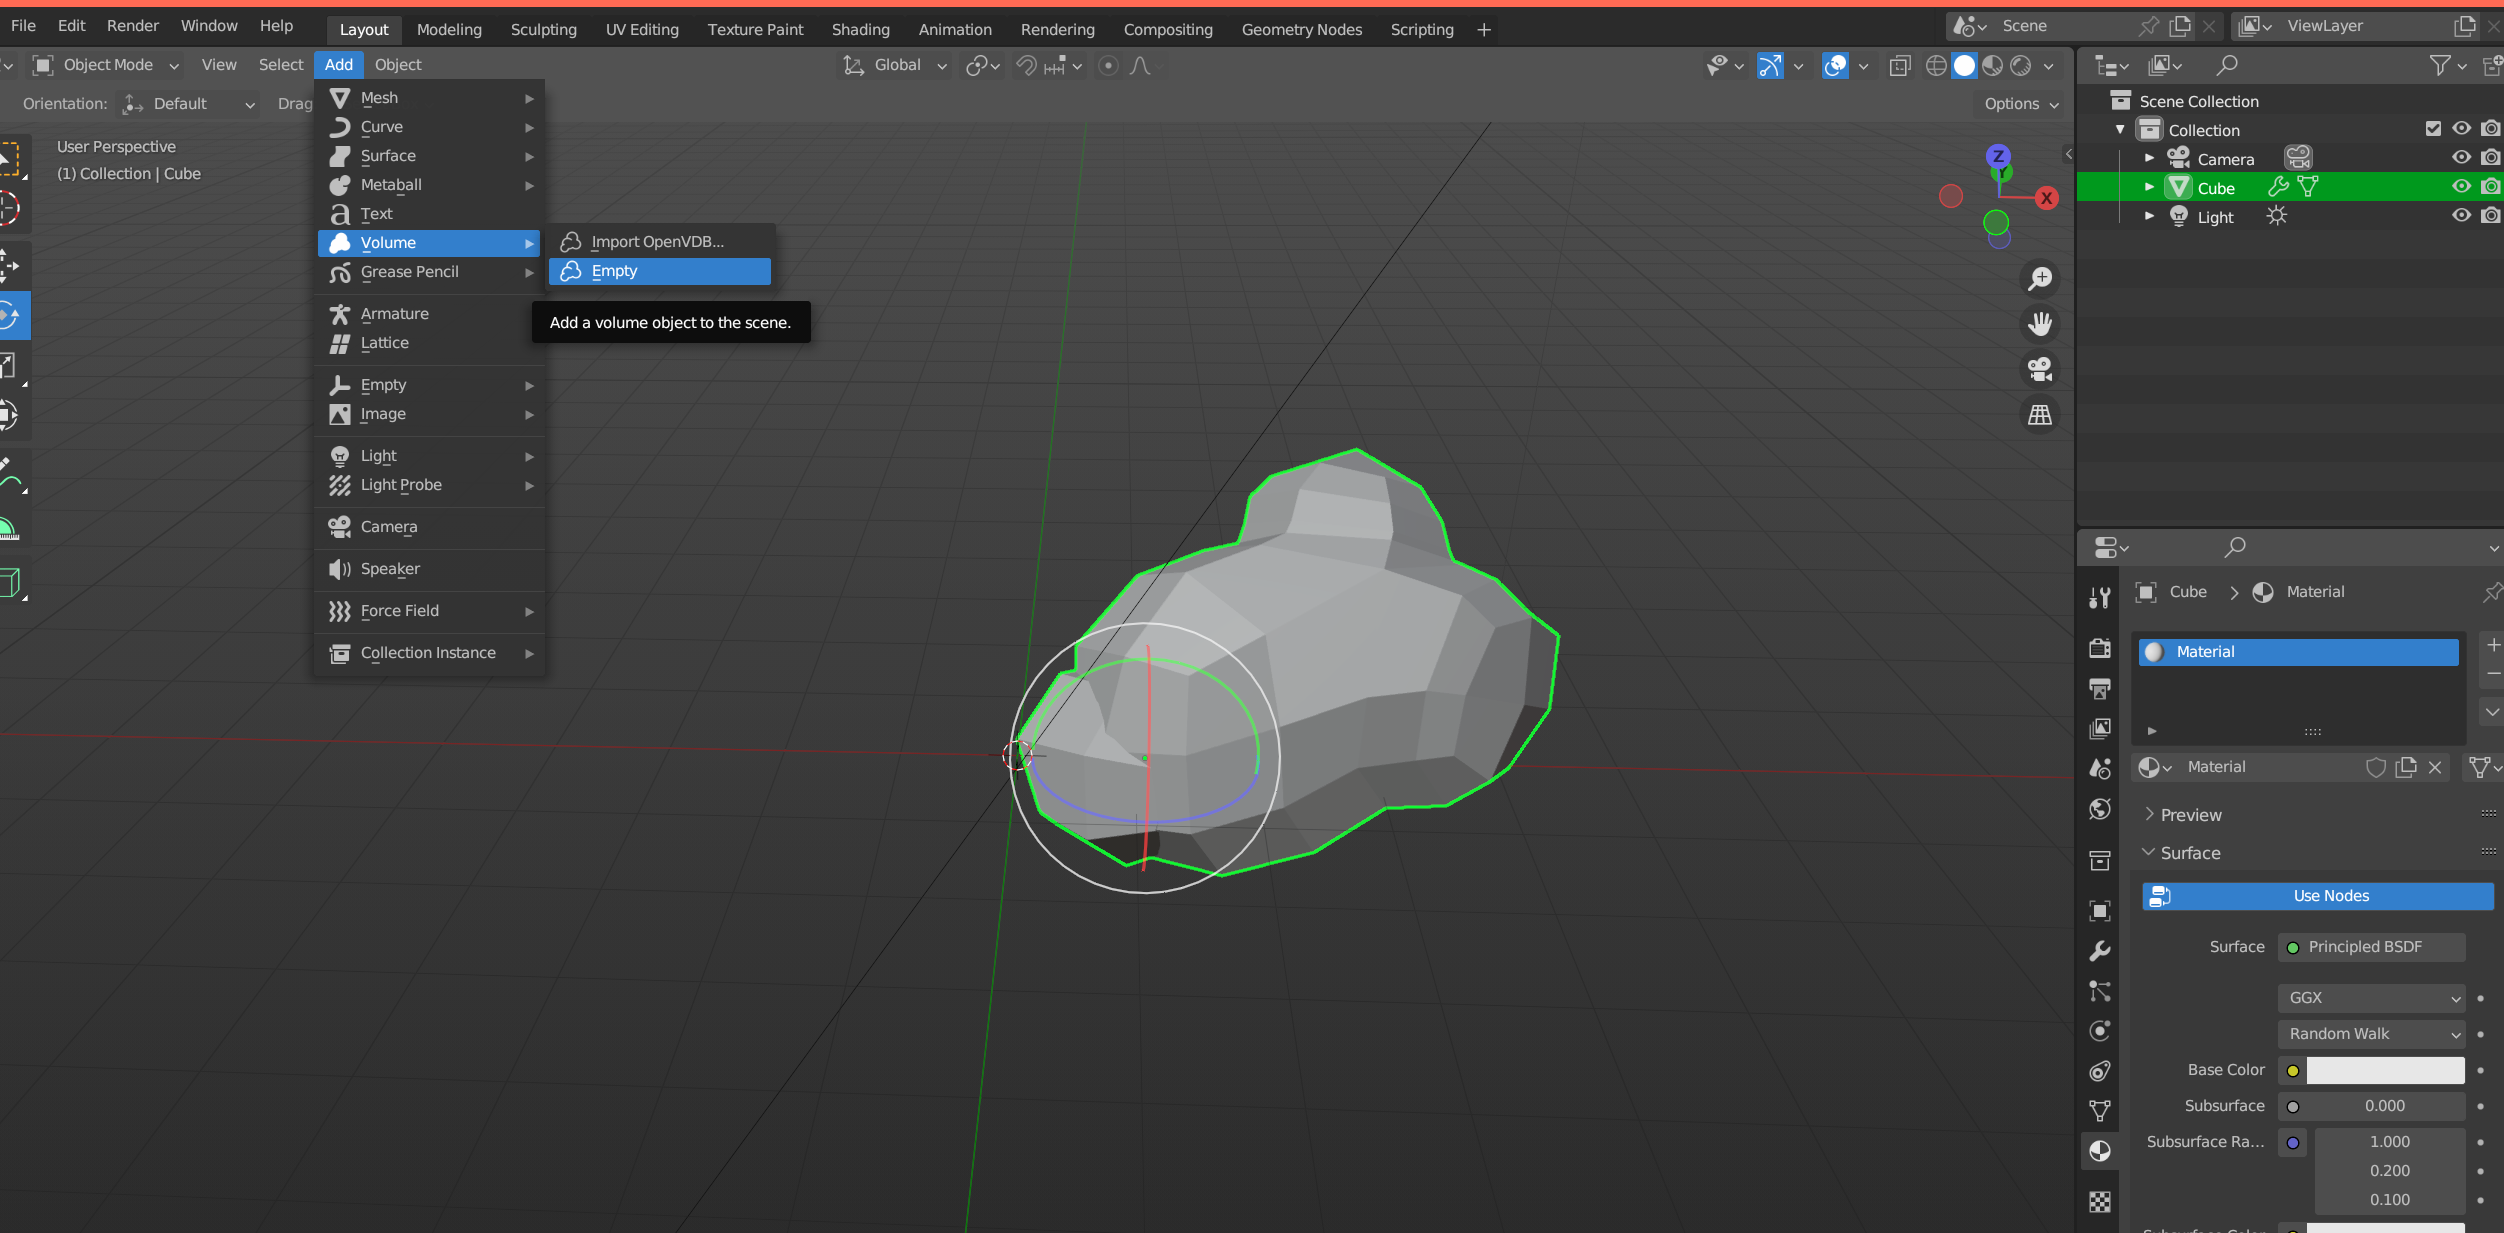 File Edit Render Window Help Layout Modeling Sculpting UV Editing Texture Paint Shading Animation Rendering Compositing Geometry Nodes Scripting + Scene ViewLayer
Object Mode View Select Add Object Global
Orientation: Default Drag Options
User Perspective
(1) Collection | Cube
Mesh
Curve
Surface
Metaball
Text
Volume
Grease Pencil
Armature
Lattice
Empty
Image
Light
Light Probe
Camera
Speaker
Force Field
Collection Instance
Import OpenVDB...
Empty
Add a volume object to the scene.
Z
Y
X
Scene Collection
Collection
Camera
Cube
Light
Cube > Material
Material
Material
Preview
Surface
Use Nodes
Surface Principled BSDF
GGX
Random Walk
Base Color
Subsurface 0.000
Subsurface Ra... 1.000
0.200
0.100